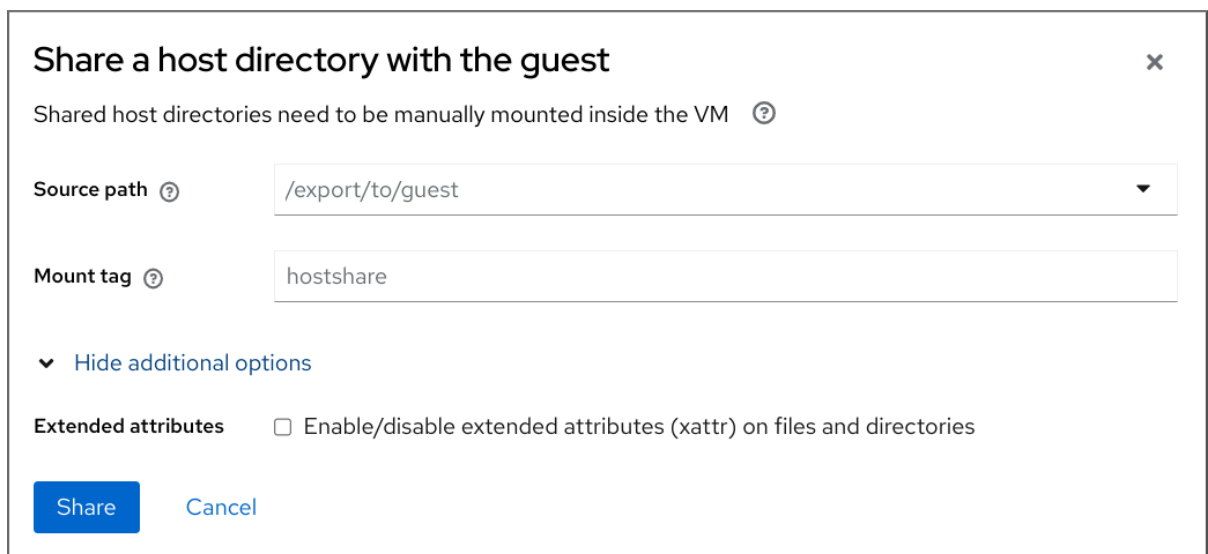 Share a host directory with the guest
Shared host directories need to be manually mounted inside the VM
Source path /export/to/guest
Mount tag hostshare
Hide additional options
Extended attributes Enable/disable extended attributes (xattr) on files and directories
Share Cancel